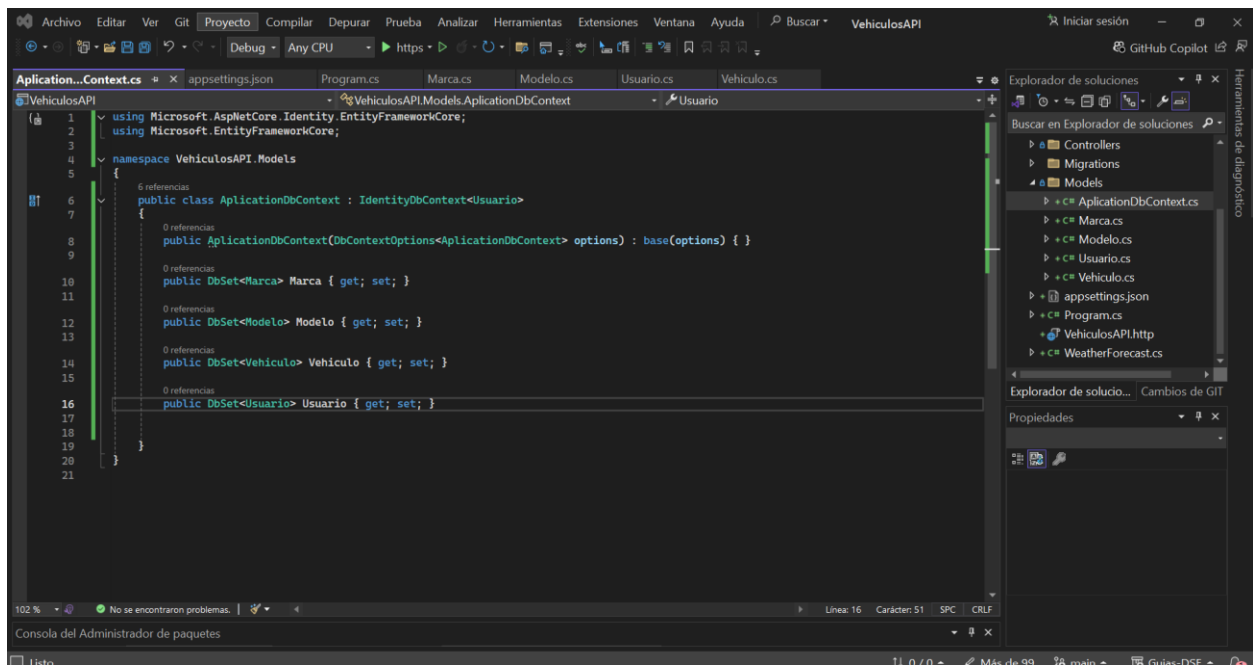 Archivo Editar Ver Git Proyecto Compilar Depurar Prueba Analizar Herramientas Extensiones Ventana Ayuda Buscar VehiculosAPI Iniciar sesión
Debug Any CPU https GitHub Copilot
Aplication...Context.cs appsettings.json Program.cs Marca.cs Modelo.cs Usuario.cs Vehiculo.cs
VehiculosAPI VehiculosAPI.Models.AplicationDbContext Usuario
1 using Microsoft.AspNetCore.Identity.EntityFrameworkCore;
2 using Microsoft.EntityFrameworkCore;
3
4 namespace VehiculosAPI.Models
5 {
6 referencias
6 public class AplicationDbContext : IdentityDbContext<Usuario>
7 {
0 referencias
8 public AplicationDbContext(DbContextOptions<AplicationDbContext> options) : base(options) { }
9
0 referencias
10 public DbSet<Marca> Marca { get; set; }
11
0 referencias
12 public DbSet<Modelo> Modelo { get; set; }
13
0 referencias
14 public DbSet<Vehiculo> Vehiculo { get; set; }
15
0 referencias
16 public DbSet<Usuario> Usuario { get; set; }
17
18
19 }
20 }
21
102 % No se encontraron problemas. Línea: 16 Carácter: 51 SPC CRLF
Consola del Administrador de paquetes
Explorador de soluciones
Buscar en Explorador de soluciones
Controllers
Migrations
Models
C# AplicationDbContext.cs
C# Marca.cs
C# Modelo.cs
C# Usuario.cs
C# Vehiculo.cs
appsettings.json
C# Program.cs
VehiculosAPI.http
C# WeatherForecast.cs
Explorador de solucio... Cambios de GIT
Propiedades
Herramientas de diagnóstico
Listo 0 / 0 Más de 99 main Guias-DSF